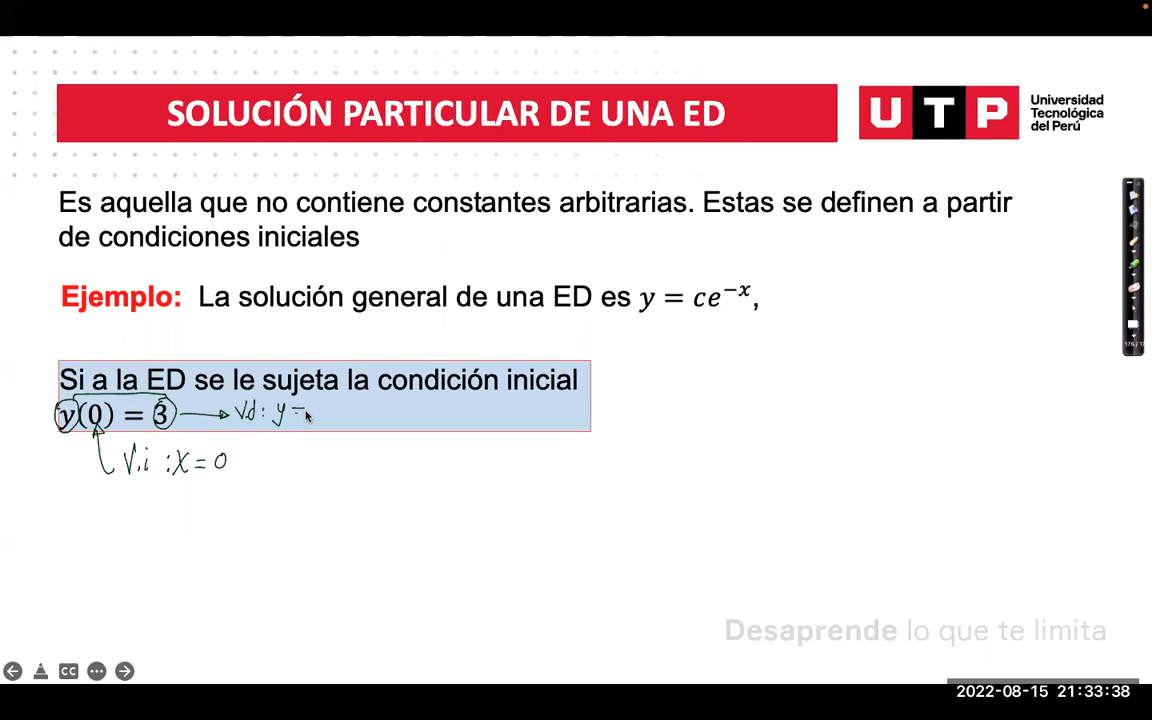 SOLUCIÓN PARTICULAR DE UNA ED
UTP
Universidad
Tecnológica
del Perú
Es aquella que no contiene constantes arbitrarias. Estas se definen a partir
de condiciones iniciales
Ejemplo: La solución general de una ED es y = ce⁻ˣ,
Si a la ED se le sujeta la condición inicial
y(0) = 3 → V.d : y =
V.i : x = 0
Desaprende lo que te limita
CC
2022-08-15 21:33:38